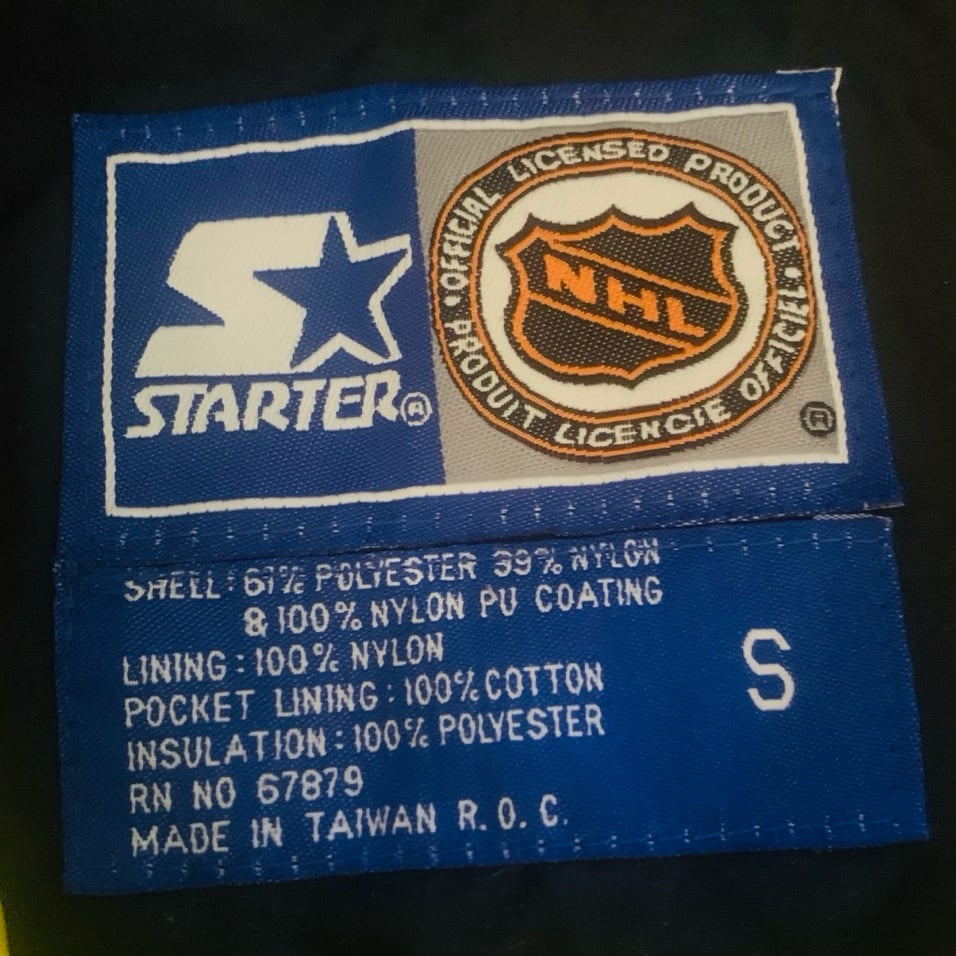 STARTER®
OFFICIAL LICENSED PRODUCT
NHL
PRODUIT LICENCIE OFFICIEL
®
SHELL: 61% POLYESTER 39% NYLON
& 100% NYLON PU COATING
LINING: 100% NYLON
POCKET LINING: 100% COTTON
INSULATION: 100% POLYESTER
RN NO 67879
MADE IN TAIWAN R.O.C.
S